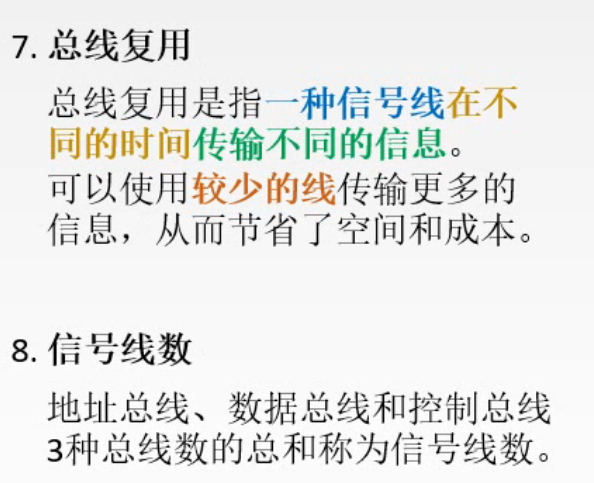 7. 总线复用
总线复用是指一种信号线在不
同的时间传输不同的信息。
可以使用较少的线传输更多的
信息，从而节省了空间和成本。
8. 信号线数
地址总线、数据总线和控制总线
3种总线数的总和称为信号线数。